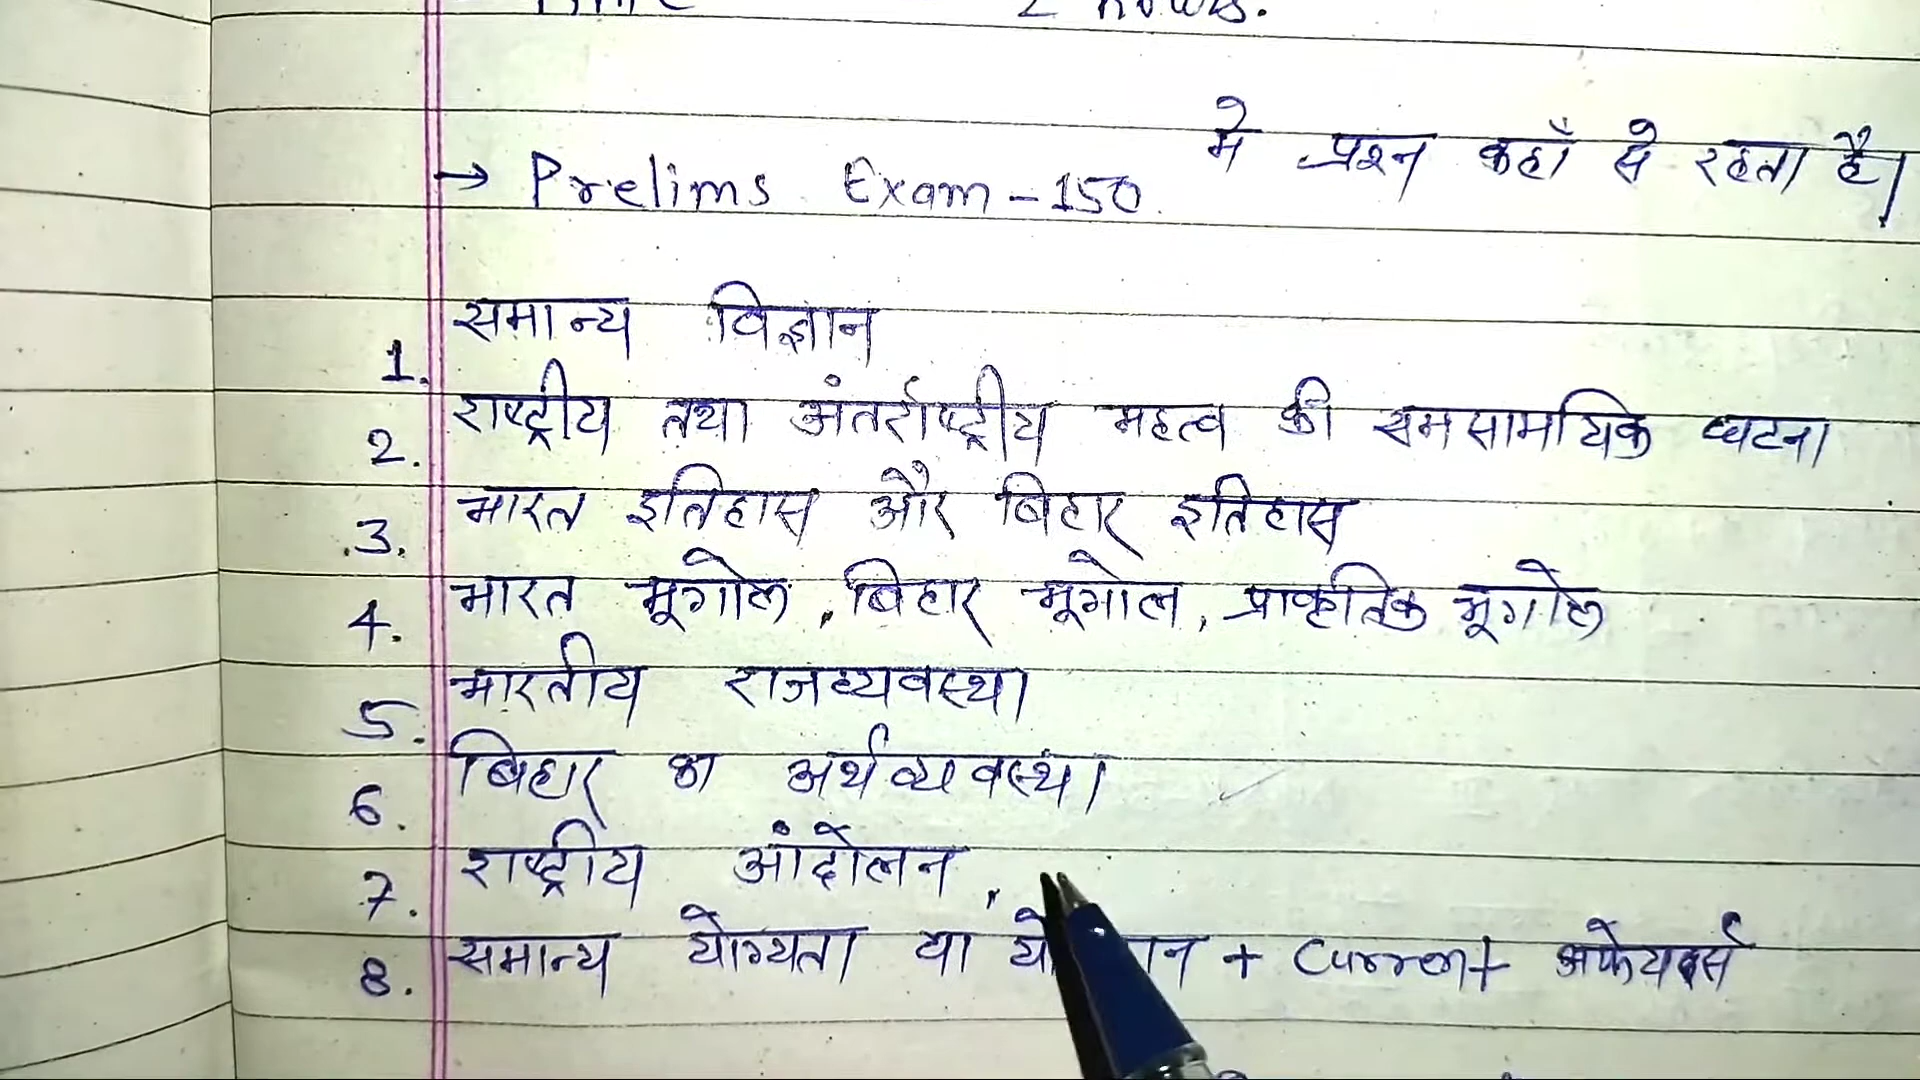 2 hours.
में प्रश्न कहाँ से रहता है।
→ Prelims Exam - 150
1. समान्य विज्ञान
2. राष्ट्रीय तथा अंतर्राष्ट्रीय महत्व की समसामयिक घटना
3. भारत इतिहास और बिहार इतिहास
4. भारत भूगोल, बिहार भूगोल, प्राकृतिक भूगोल
5. भारतीय राजव्यवस्था
6. बिहार का अर्थव्यवस्था
7. राष्ट्रीय आंदोलन,
8. समान्य योग्यता या + Current अफेयर्स